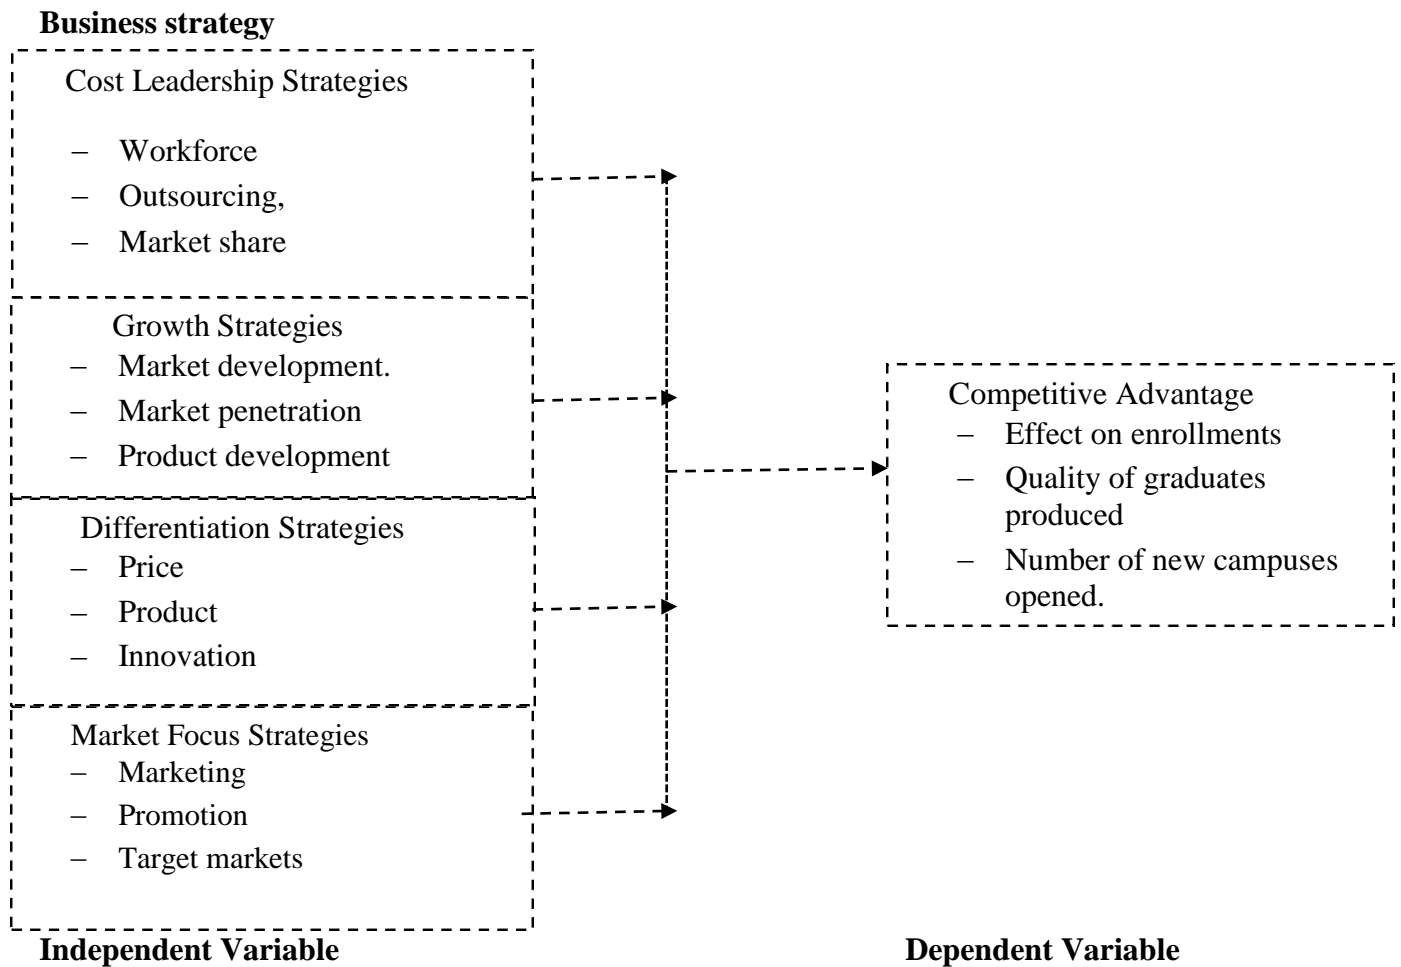 Business strategy
Cost Leadership Strategies
– Workforce
– Outsourcing,
– Market share
Growth Strategies
– Market development.
– Market penetration
– Product development
Differentiation Strategies
– Price
– Product
– Innovation
Market Focus Strategies
– Marketing
– Promotion
– Target markets
Independent Variable
Competitive Advantage
– Effect on enrollments
– Quality of graduates
produced
– Number of new campuses
opened.
Dependent Variable